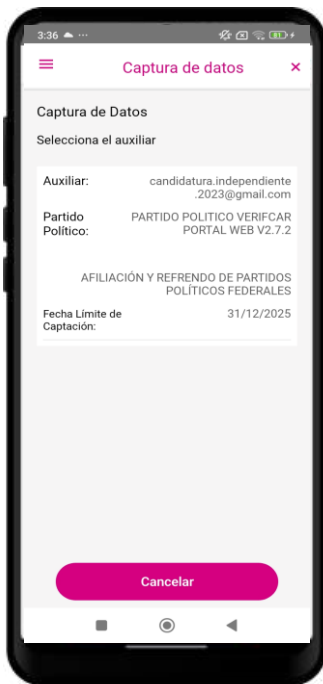 3:36 ...
81
Captura de datos ×
Captura de Datos
Selecciona el auxiliar
Auxiliar: candidatura.independiente
.2023@gmail.com
Partido PARTIDO POLITICO VERIFCAR
Político: PORTAL WEB V2.7.2
AFILIACIÓN Y REFRENDO DE PARTIDOS
POLÍTICOS FEDERALES
Fecha Límite de 31/12/2025
Captación:
Cancelar